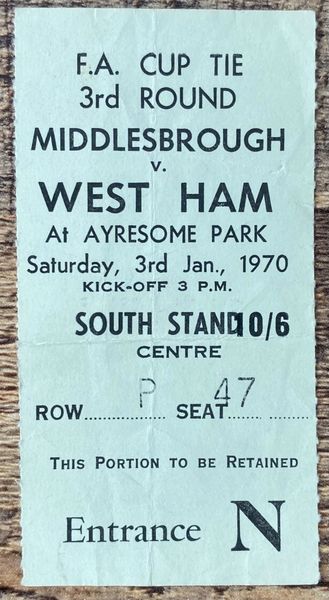 F.A. CUP TIE
3rd ROUND
MIDDLESBROUGH
v.
WEST HAM
At AYRESOME PARK
Saturday, 3rd Jan., 1970
KICK-OFF 3 P.M.
SOUTH STAND 10/6
CENTRE
ROW.......P....... SEAT..47...........
THIS PORTION TO BE RETAINED
Entrance N